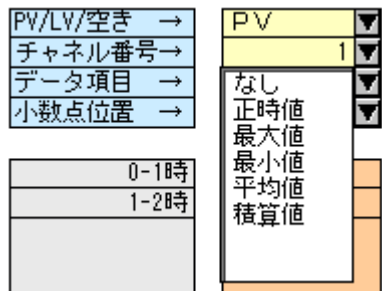 PV/LV/空き → PV
チャネル番号→ 1
データ項目 →
小数点位置 →
なし
正時値
最大値
最小値
平均値
積算値
0-1時
1-2時